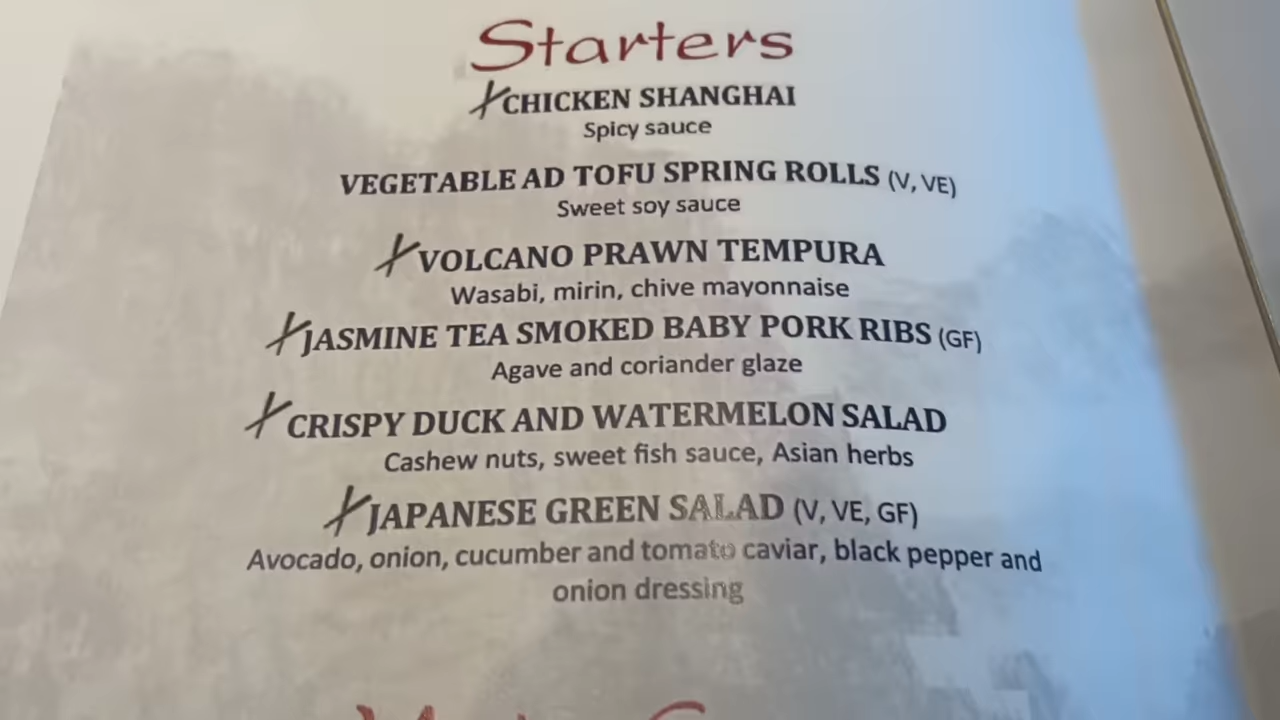 Starters
CHICKEN SHANGHAI
Spicy sauce
VEGETABLE AD TOFU SPRING ROLLS (V, VE)
Sweet soy sauce
VOLCANO PRAWN TEMPURA
Wasabi, mirin, chive mayonnaise
JASMINE TEA SMOKED BABY PORK RIBS (GF)
Agave and coriander glaze
CRISPY DUCK AND WATERMELON SALAD
Cashew nuts, sweet fish sauce, Asian herbs
JAPANESE GREEN SALAD (V, VE, GF)
Avocado, onion, cucumber and tomato caviar, black pepper and
onion dressing